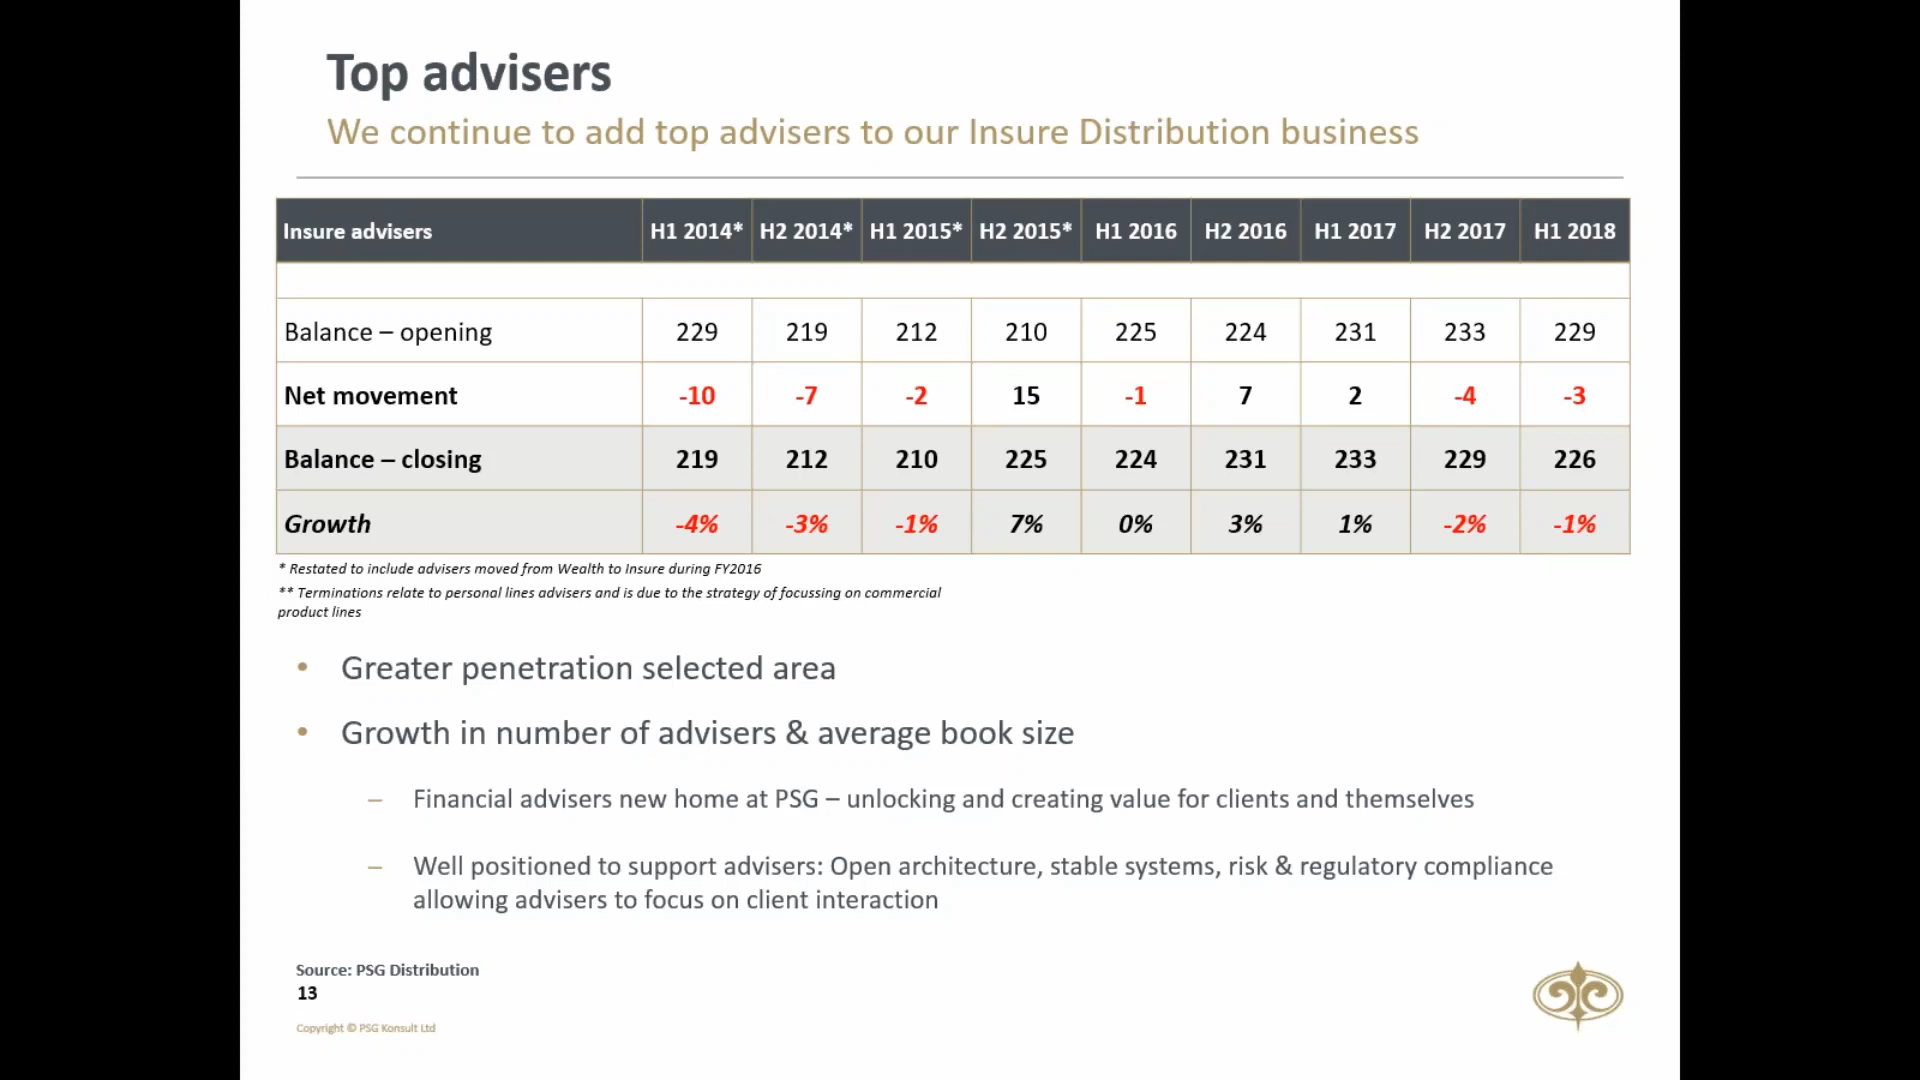 Top advisers
We continue to add top advisers to our Insure Distribution business
Insure advisers H1 2014* H2 2014* H1 2015* H2 2015* H1 2016 H2 2016 H1 2017 H2 2017 H1 2018
Balance – opening 229 219 212 210 225 224 231 233 229
Net movement -10 -7 -2 15 -1 7 2 -4 -3
Balance – closing 219 212 210 225 224 231 233 229 226
Growth -4% -3% -1% 7% 0% 3% 1% -2% -1%
* Restated to include advisers moved from Wealth to Insure during FY2016
** Terminations relate to personal lines advisers and is due to the strategy of focussing on commercial
product lines
• Greater penetration selected area
• Growth in number of advisers & average book size
– Financial advisers new home at PSG – unlocking and creating value for clients and themselves
– Well positioned to support advisers: Open architecture, stable systems, risk & regulatory compliance
allowing advisers to focus on client interaction
Source: PSG Distribution
13
Copyright © PSG Konsult Ltd